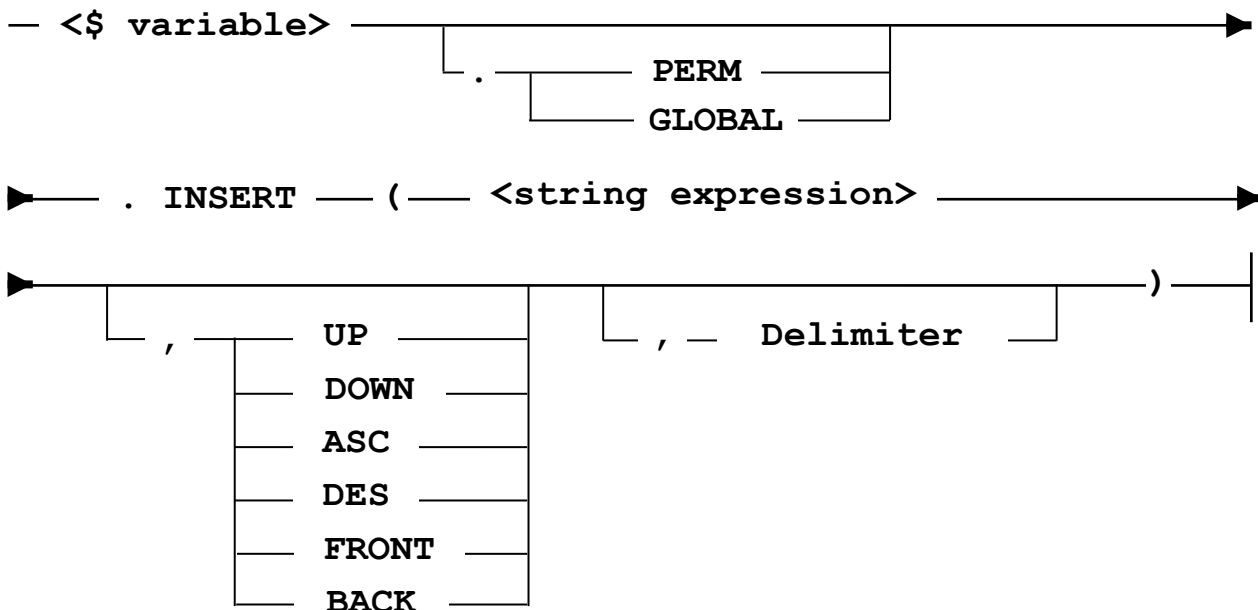 <$ variable>
. PERM
GLOBAL
. INSERT ( <string expression>
)
, UP , Delimiter
DOWN
ASC
DES
FRONT
BACK